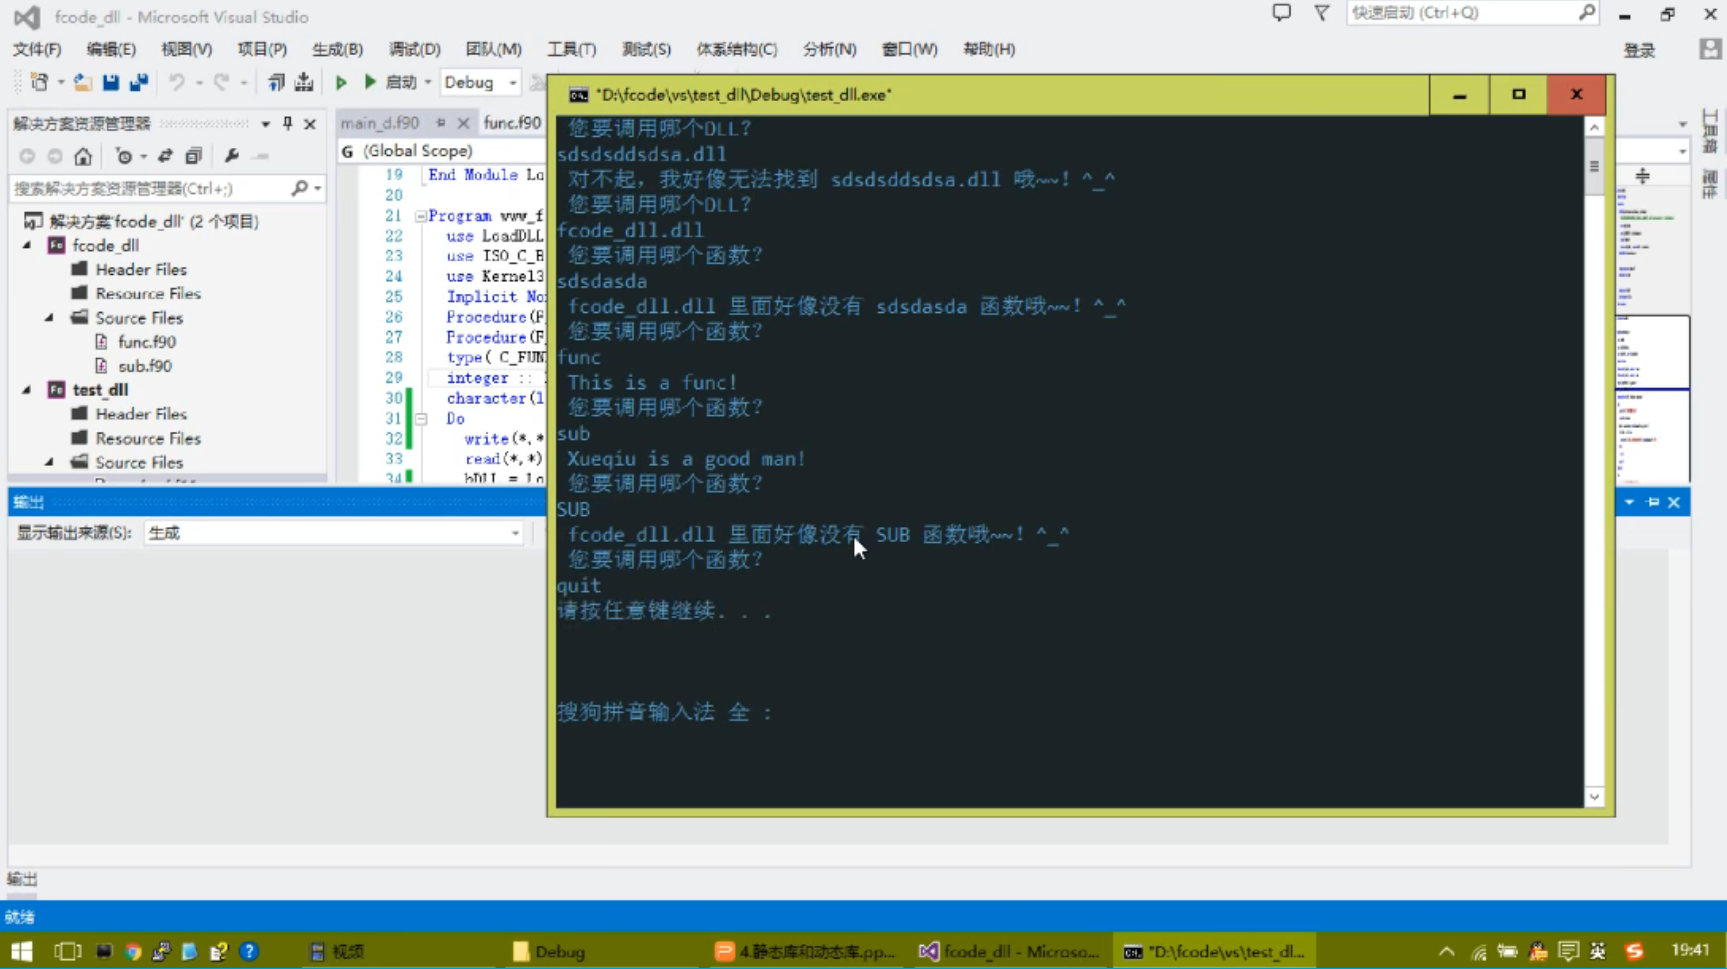 fcode_dll - Microsoft Visual Studio
快速启动 (Ctrl+Q)
文件(F) 编辑(E) 视图(V) 项目(P) 生成(B) 调试(D) 团队(M) 工具(T) 测试(S) 体系结构(C) 分析(N) 窗口(W) 帮助(H)
登录
启动 Debug
解决方案资源管理器
搜索解决方案资源管理器(Ctrl+;)
解决方案'fcode_dll' (2 个项目)
fcode_dll
Header Files
Resource Files
Source Files
func.f90
sub.f90
test_dll
Header Files
Resource Files
Source Files
main_d.f90 func.f90
(Global Scope)
19 End Module Lo
20
21 Program www_f
22 use LoadDLL
23 use ISO_C_B
24 use Kernel3
25 Implicit No
26 Procedure(P_
27 Procedure(F_
28 type( C_FUN
29 integer ::
30 character(l
31 Do
32 write(*,*
33 read(*,*)
34 hDLL = Lo
"D:\fcode\vs\test_dll\Debug\test_dll.exe"
您要调用哪个DLL?
sdsdsddsdsa.dll
对不起，我好像无法找到 sdsdsddsdsa.dll 哦~~! ^_^
您要调用哪个DLL?
fcode_dll.dll
您要调用哪个函数?
sdsdasda
fcode_dll.dll 里面好像没有 sdsdasda 函数哦~~! ^_^
您要调用哪个函数?
func
This is a func!
您要调用哪个函数?
sub
Xueqiu is a good man!
您要调用哪个函数?
SUB
fcode_dll.dll 里面好像没有 SUB 函数哦~~! ^_^
您要调用哪个函数?
quit
请按任意键继续. . .
搜狗拼音输入法 全 :
工具箱
属性
输出
显示输出来源(S): 生成
输出
就绪
视频
Debug
4.静态库和动态库.pp...
fcode_dll - Microso...
"D:\fcode\vs\test_dl...
英
19:41